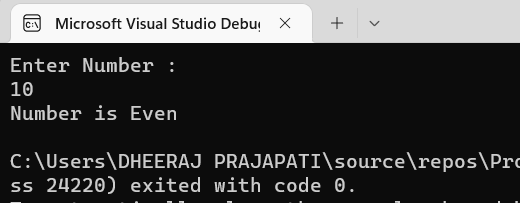 Microsoft Visual Studio Debug
Enter Number :
10
Number is Even
C:\Users\DHEERAJ PRAJAPATI\source\repos\Pro
ss 24220) exited with code 0.